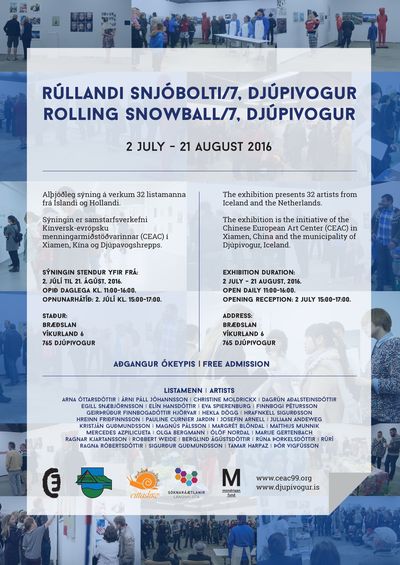 RÚLLANDI SNJÓBOLTI/7, DJÚPIVOGUR
ROLLING SNOWBALL/7, DJÚPIVOGUR
2 JULY – 21 AUGUST 2016
Alþjóðleg sýning á verkum 32 listamanna
frá Íslandi og Hollandi.
Sýningin er samstarfsverkefni
Kínversk-evrópsku
menningarmiðstöðvarinnar (CEAC) í
Xiamen, Kína og Djúpavogshrepps.
SÝNINGIN STENDUR YFIR FRÁ:
2. JÚLÍ TIL 21. ÁGÚST. 2016.
OPIÐ DAGLEGA KL. 11:00-16:00.
OPNUNARHÁTÍÐ: 2. JÚLÍ KL. 15:00-17:00.
STAÐUR:
BRÆÐSLAN
VÍKURLAND 6
765 DJÚPIVOGUR
The exhibition presents 32 artists from
Iceland and the Netherlands.
The exhibition is the initiative of the
Chinese European Art Center (CEAC) in
Xiamen, China and the municipality of
Djúpivogur, Iceland.
EXHIBITION DURATION:
2 JULY – 21 AUGUST, 2016.
OPEN DAILY 11:00-16:00.
OPENING RECEPTION: 2 JULY 15:00-17:00.
ADDRESS:
BRÆÐSLAN
VÍKURLAND 6
765 DJÚPIVOGUR
AÐGANGUR ÓKEYPIS | FREE ADMISSION
LISTAMENN | ARTISTS
ARNA ÓTTARSDÓTTIR | ÁRNI PÁLL JÓHANNSSON | CHRISTINE MOLDRICKX | DAGRÚN AÐALSTEINSDÓTTIR
EGILL SNÆBJÖRNSSON | ELÍN HANSDÓTTIR | EVA SPIERENBURG | FINNBOGI PÉTURSSON
GEIRÞRÚÐUR FINNBOGADÓTTIR HJÖRVAR | HEKLA DÖGG | HRAFNKELL SIGURÐSSON
HREINN FRIÐFINNSSON | PAULINE CURNIER JARDIN | JOSEFIN ARNELL | JULIAAN ANDEWEG
KRISTJÁN GUÐMUNDSSON | MAGNÚS PÁLSSON | MARGRÉT BLÖNDAL | MATTHIJS MUNNIK
MERCEDES AZPILICUETA | OLGA BERGMANN | ÓLÖF NORDAL | MARIJE GERTENBACH
RAGNAR KJARTANSSON | ROBBERT WEIDE | BERGLIND ÁGÚSTSDÓTTIR | RÚNA ÞORKELSDÓTTIR | RÚRÍ
RAGNA RÓBERTSDÓTTIR | SIGURÐUR GUÐMUNDSSON | TAMAR HARPAZ | ÞÓR VIGFÚSSON
cittaslow
SÓKNARÁÆTLANIR
LANDSHLUTA
M
mondriaan
fund
www.ceac99.org
www.djupivogur.is